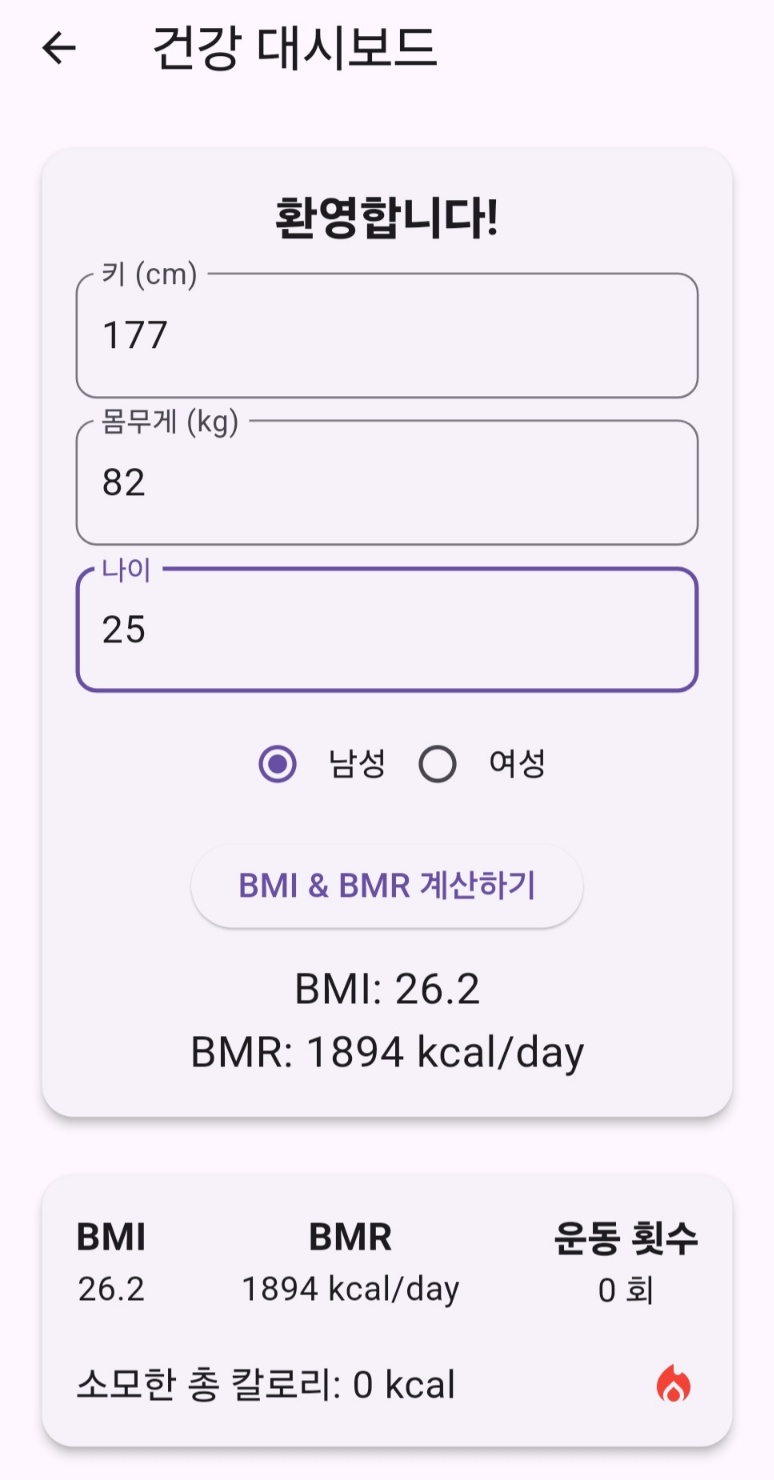 건강 대시보드
환영합니다!
키 (cm)
177
몸무게 (kg)
82
나이
25
남성 여성
BMI & BMR 계산하기
BMI: 26.2
BMR: 1894 kcal/day
BMI BMR 운동 횟수
26.2 1894 kcal/day 0 회
소모한 총 칼로리: 0 kcal